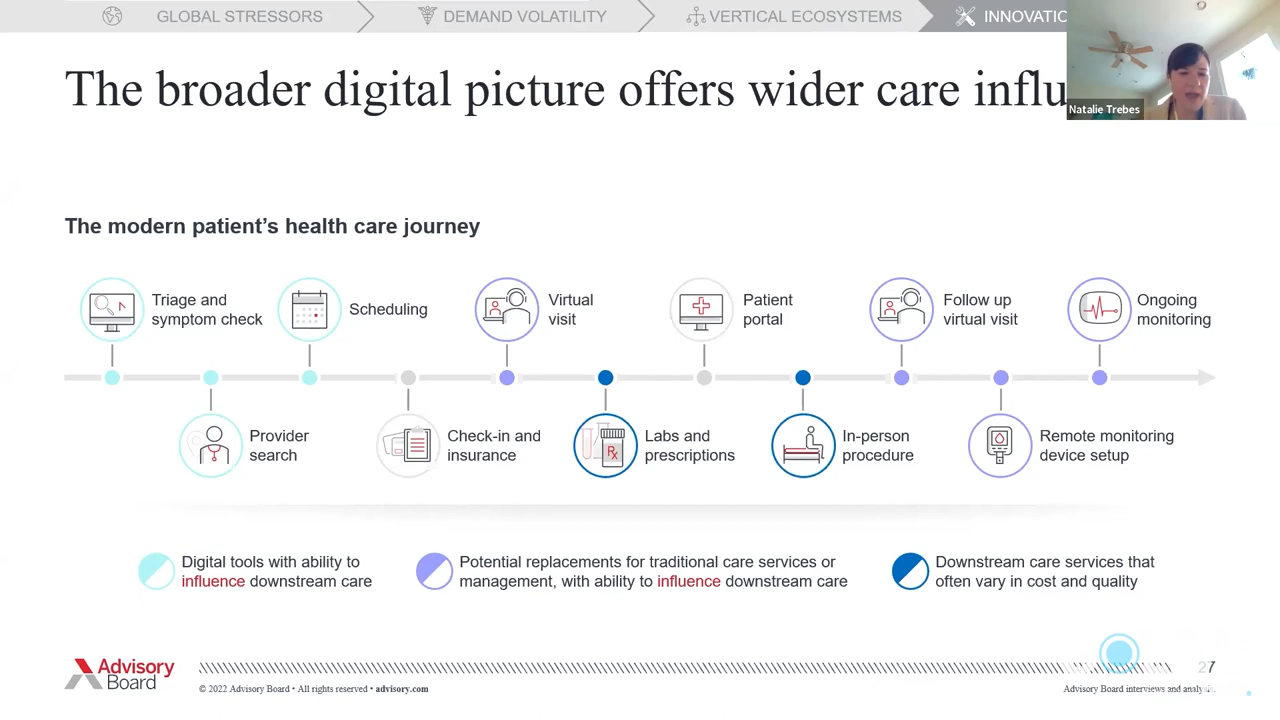 GLOBAL STRESSORS
DEMAND VOLATILITY
VERTICAL ECOSYSTEMS
Natalie Trebes
The broader digital picture offers wider care
The modern patient's health care journey
Triage and
symptom check
Provider
search
Scheduling
Check-in and
insurance
Virtual
visit
Labs and
prescriptions
Rx
Patient
portal
In-person
procedure
Follow up
virtual visit
Remote monitoring
device setup
Ongoing
monitoring
Digital tools with ability to
influence downstream care
Potential replacements for traditional care services or
management, with ability to influence downstream care
Downstream care services that
often vary in cost and quality
Advisory
Board
© 2022 Advisory Board • All rights reserved • advisory.com
27
Advisory Board interviews and analysis.